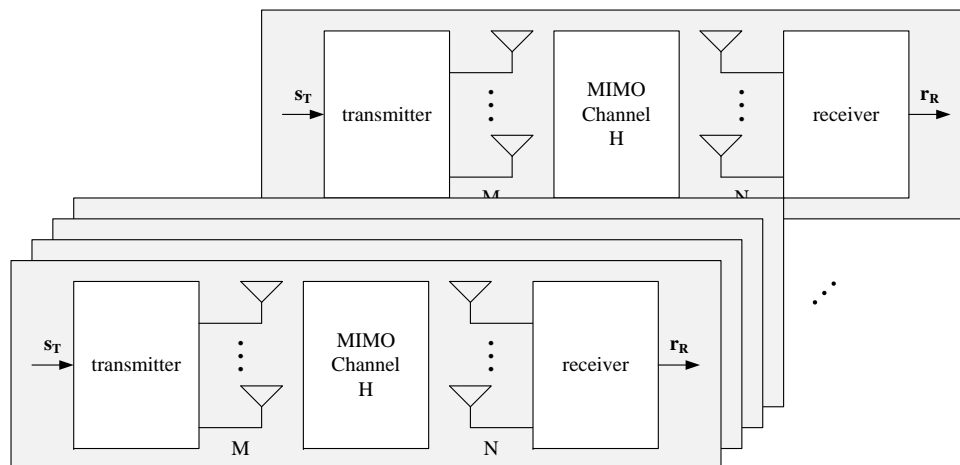 s_T
transmitter
MIMO
Channel
H
receiver
r_R
M
N
s_T
transmitter
MIMO
Channel
H
receiver
r_R
M
N